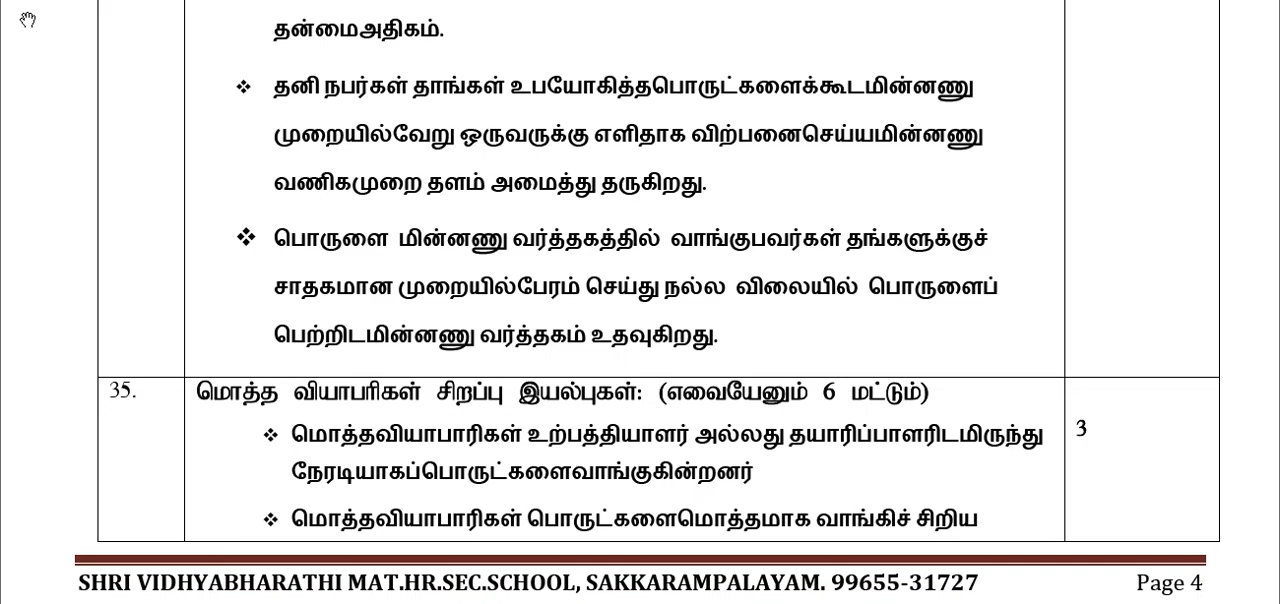 தன்மைஅதிகம்.
❖ தனி நபர்கள் தாங்கள் உபயோகித்தபொருட்களைக்கூடமின்னணு
முறையில்வேறு ஒருவருக்கு எளிதாக விற்பனைசெய்யமின்னணு
வணிகமுறை தளம் அமைத்து தருகிறது.
❖ பொருளை மின்னணு வர்த்தகத்தில் வாங்குபவர்கள் தங்களுக்குச்
சாதகமான முறையில்பேரம் செய்து நல்ல விலையில் பொருளைப்
பெற்றிடமின்னணு வர்த்தகம் உதவுகிறது.
35. மொத்த வியாபரிகள் சிறப்பு இயல்புகள்: (எவையேனும் 6 மட்டும்)
❖ மொத்தவியாபாரிகள் உற்பத்தியாளர் அல்லது தயாரிப்பாளரிடமிருந்து 3
நேரடியாகப்பொருட்களைவாங்குகின்றனர்
❖ மொத்தவியாபாரிகள் பொருட்களைமொத்தமாக வாங்கிச் சிறிய
SHRI VIDHYABHARATHI MAT.HR.SEC.SCHOOL, SAKKARAMPALAYAM. 99655-31727 Page 4